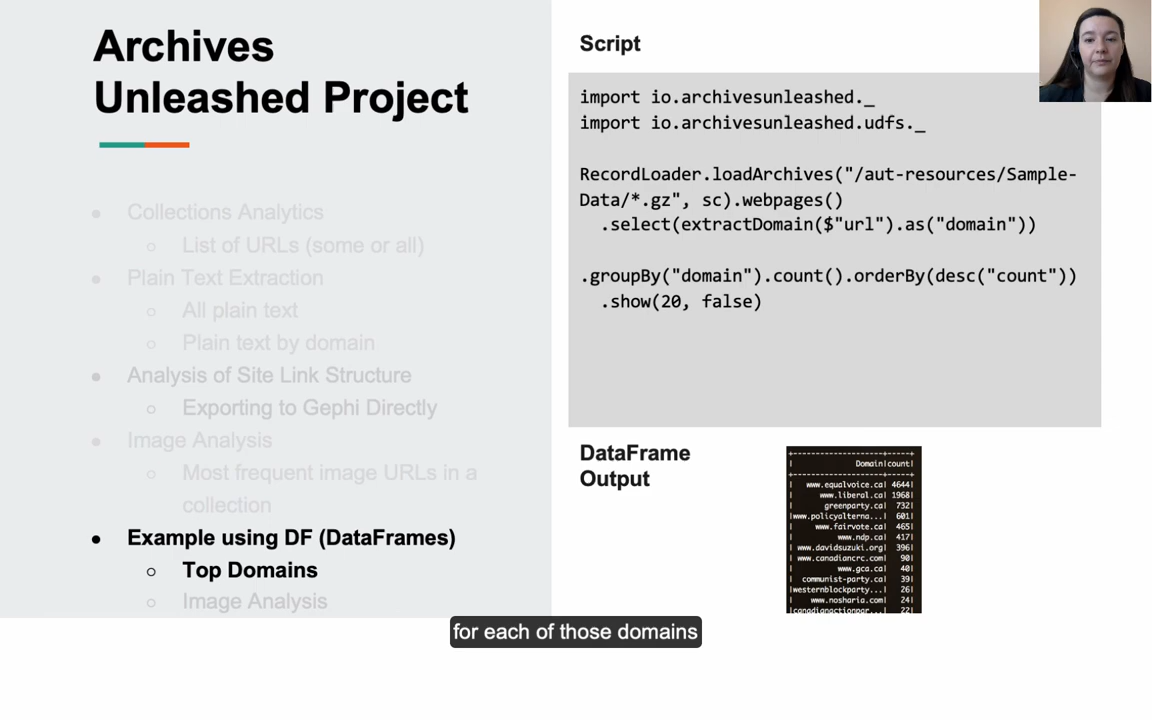 Archives
Unleashed Project
● Collections Analytics
○ List of URLs (some or all)
● Plain Text Extraction
○ All plain text
○ Plain text by domain
● Analysis of Site Link Structure
○ Exporting to Gephi Directly
● Image Analysis
○ Most frequent image URLs in a
collection
● Example using DF (DataFrames)
○ Top Domains
○ Image Analysis
Script
import io.archivesunleashed._
import io.archivesunleashed.udfs._
RecordLoader.loadArchives("/aut-resources/Sample-
Data/*.gz", sc).webpages()
.select(extractDomain($"url").as("domain"))
.groupBy("domain").count().orderBy(desc("count"))
.show(20, false)
DataFrame
Output
+------------------+-----+
| Domain|count|
+------------------+-----+
| www.equalvoice.ca| 4644|
| www.liberal.ca| 1968|
| greenparty.ca| 732|
|www.policyalterna...| 601|
| www.fairvote.ca| 465|
| www.ndp.ca| 417|
| www.davidsuzuki.org| 396|
| www.canadiancrc.com| 90|
| www.gca.ca| 40|
| communist-party.ca| 39|
|westernblockparty...| 26|
| www.nosharia.com| 24|
|canadianactionpar...| 22|
for each of those domains